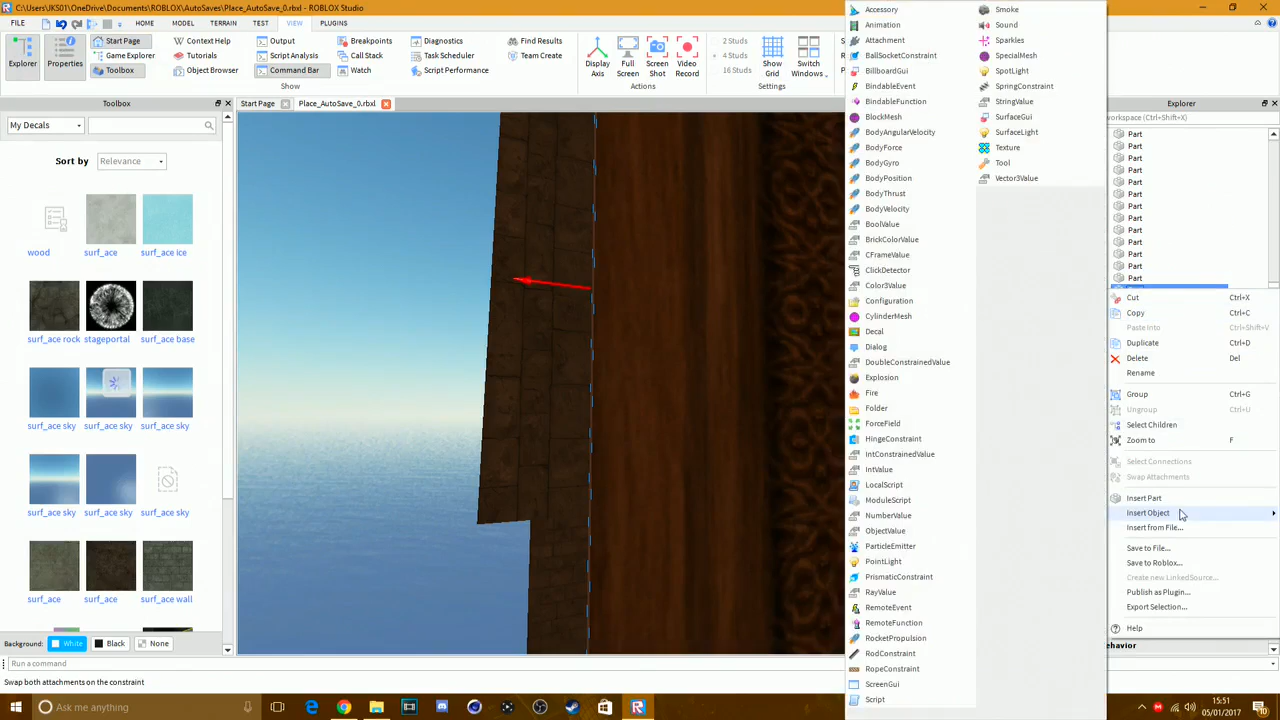 C:\Users\JKS01\OneDrive\Documents\ROBLOX\AutoSaves\Place_AutoSave_0.rbxl - ROBLOX Studio
FILE HOME MODEL TERRAIN TEST VIEW PLUGINS
Explorer
Properties
Start Page
Game Explorer
Toolbox
Context Help
Tutorials
Object Browser
Script Analysis
Command Bar
Breakpoints
Call Stack
Watch
Diagnostics
Task Scheduler
Script Performance
Find Results
Team Create
Show
Display Axis
Full Screen
Screen Shot
Video Record
Actions
2 Studs
4 Studs
16 Studs
Show Grid
Switch Windows
Settings
Toolbox
Start Page
Place_AutoSave_0.rbxl
My Decals
Sort by Relevance
wood surf_ace surf_ace ice
surf_ace rock stageportal surf_ace base
surf_ace sky surf_ace sky surf_ace sky
surf_ace sky surf_ace sky surf_ace sky
surf_ace surf_ace surf_ace wall
Background: White Black None
Run a command
Swap both attachments on the constraint
Accessory
Animation
Attachment
BallSocketConstraint
BillboardGui
BindableEvent
BindableFunction
BlockMesh
BodyAngularVelocity
BodyForce
BodyGyro
BodyPosition
BodyThrust
BodyVelocity
BoolValue
BrickColorValue
CFrameValue
ClickDetector
Color3Value
Configuration
CylinderMesh
Decal
Dialog
DoubleConstrainedValue
Explosion
Fire
Folder
ForceField
HingeConstraint
IntConstrainedValue
IntValue
LocalScript
ModuleScript
NumberValue
ObjectValue
ParticleEmitter
PointLight
PrismaticConstraint
RayValue
RemoteEvent
RemoteFunction
RocketPropulsion
RodConstraint
RopeConstraint
ScreenGui
Script
Smoke
Sound
Sparkles
SpecialMesh
SpotLight
SpringConstraint
StringValue
SurfaceGui
SurfaceLight
Texture
Tool
Vector3Value
Explorer
workspace (Ctrl+Shift+X)
Part
Part
Part
Part
Part
Part
Part
Part
Part
Part
Part
Part
Part
Cut Ctrl+X
Copy Ctrl+C
Paste Into Ctrl+Shift+V
Duplicate Ctrl+D
Delete Del
Rename
Group Ctrl+G
Ungroup Ctrl+U
Select Children
Zoom to F
Select Connections
Swap Attachments
Insert Part
Insert Object
Insert from File...
Save to File...
Save to Roblox...
Create new LinkedSource...
Publish as Plugin...
Export Selection...
Help
Behavior
Ask me anything
15:51
05/01/2017